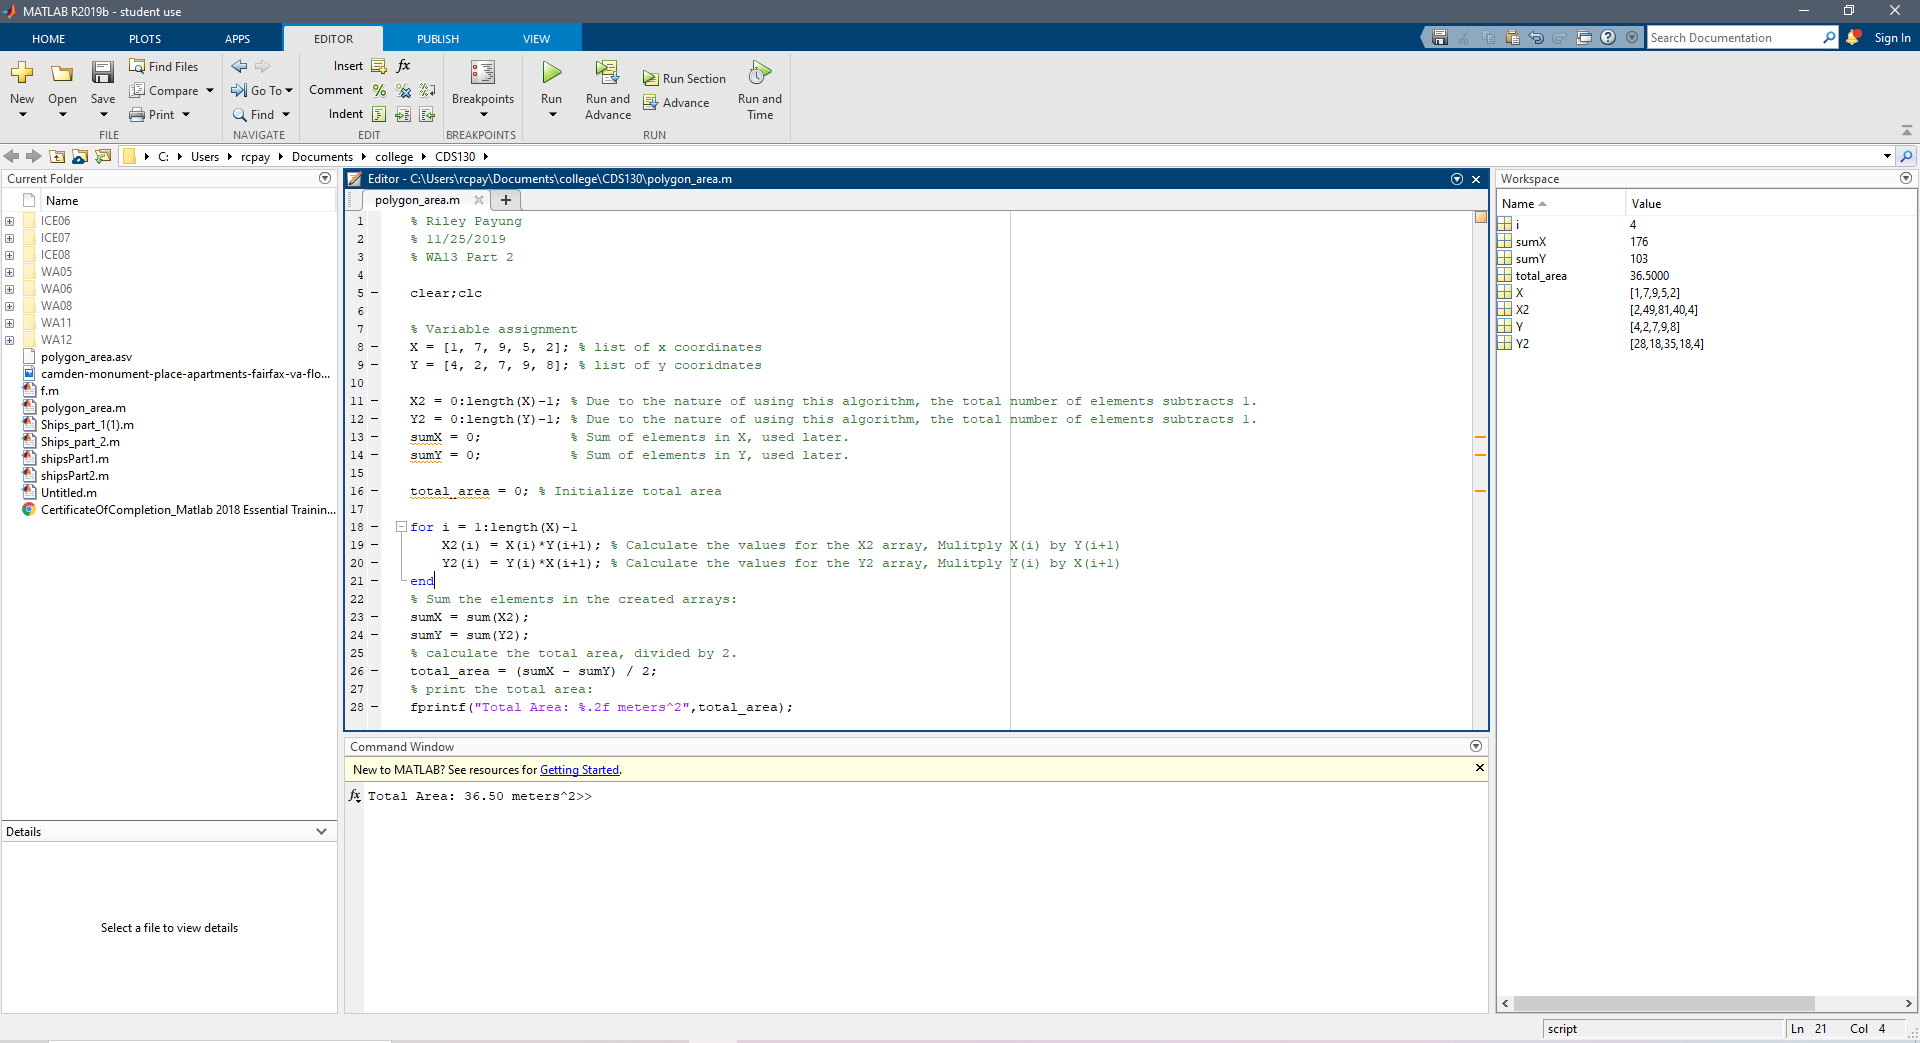 MATLAB R2019b - student use
HOME PLOTS APPS EDITOR PUBLISH VIEW
Search Documentation
Sign In
New
Open
Save
Find Files
Compare
Print
FILE
Go To
Find
NAVIGATE
Insert
fx
Comment
Indent
EDIT
Breakpoints
BREAKPOINTS
Run
Run and Advance
Run Section
Advance
Run and Time
RUN
C: Users rcpay Documents college CDS130
Current Folder
Name
ICE06
ICE07
ICE08
WA05
WA06
WA08
WA11
WA12
polygon_area.asv
camden-monument-place-apartments-fairfax-va-flo...
f.m
polygon_area.m
Ships_part_1(1).m
Ships_part_2.m
shipsPart1.m
shipsPart2.m
Untitled.m
CertificateOfCompletion_Matlab 2018 Essential Trainin...
Details
Select a file to view details
Editor - C:\Users\rcpay\Documents\college\CDS130\polygon_area.m
polygon_area.m
1 % Riley Payung
2 % 11/25/2019
3 % WA13 Part 2
4
5 clear;clc
6
7 % Variable assignment
8 X = [1, 7, 9, 5, 2]; % list of x coordinates
9 Y = [4, 2, 7, 9, 8]; % list of y cooridnates
10
11 X2 = 0:length(X)-1; % Due to the nature of using this algorithm, the total number of elements subtracts 1.
12 Y2 = 0:length(Y)-1; % Due to the nature of using this algorithm, the total number of elements subtracts 1.
13 sumX = 0; % Sum of elements in X, used later.
14 sumY = 0; % Sum of elements in Y, used later.
15
16 total_area = 0; % Initialize total area
17
18 for i = 1:length(X)-1
19 X2(i) = X(i)*Y(i+1); % Calculate the values for the X2 array, Mulitply X(i) by Y(i+1)
20 Y2(i) = Y(i)*X(i+1); % Calculate the values for the Y2 array, Mulitply Y(i) by X(i+1)
21 end
22 % Sum the elements in the created arrays:
23 sumX = sum(X2);
24 sumY = sum(Y2);
25 % calculate the total area, divided by 2.
26 total_area = (sumX - sumY) / 2;
27 % print the total area:
28 fprintf("Total Area: %.2f meters^2",total_area);
Command Window
New to MATLAB? See resources for Getting Started.
fx Total Area: 36.50 meters^2>>
Workspace
Name Value
i 4
sumX 176
sumY 103
total_area 36.5000
X [1,7,9,5,2]
X2 [2,49,81,40,4]
Y [4,2,7,9,8]
Y2 [28,18,35,18,4]
script
Ln 21 Col 4